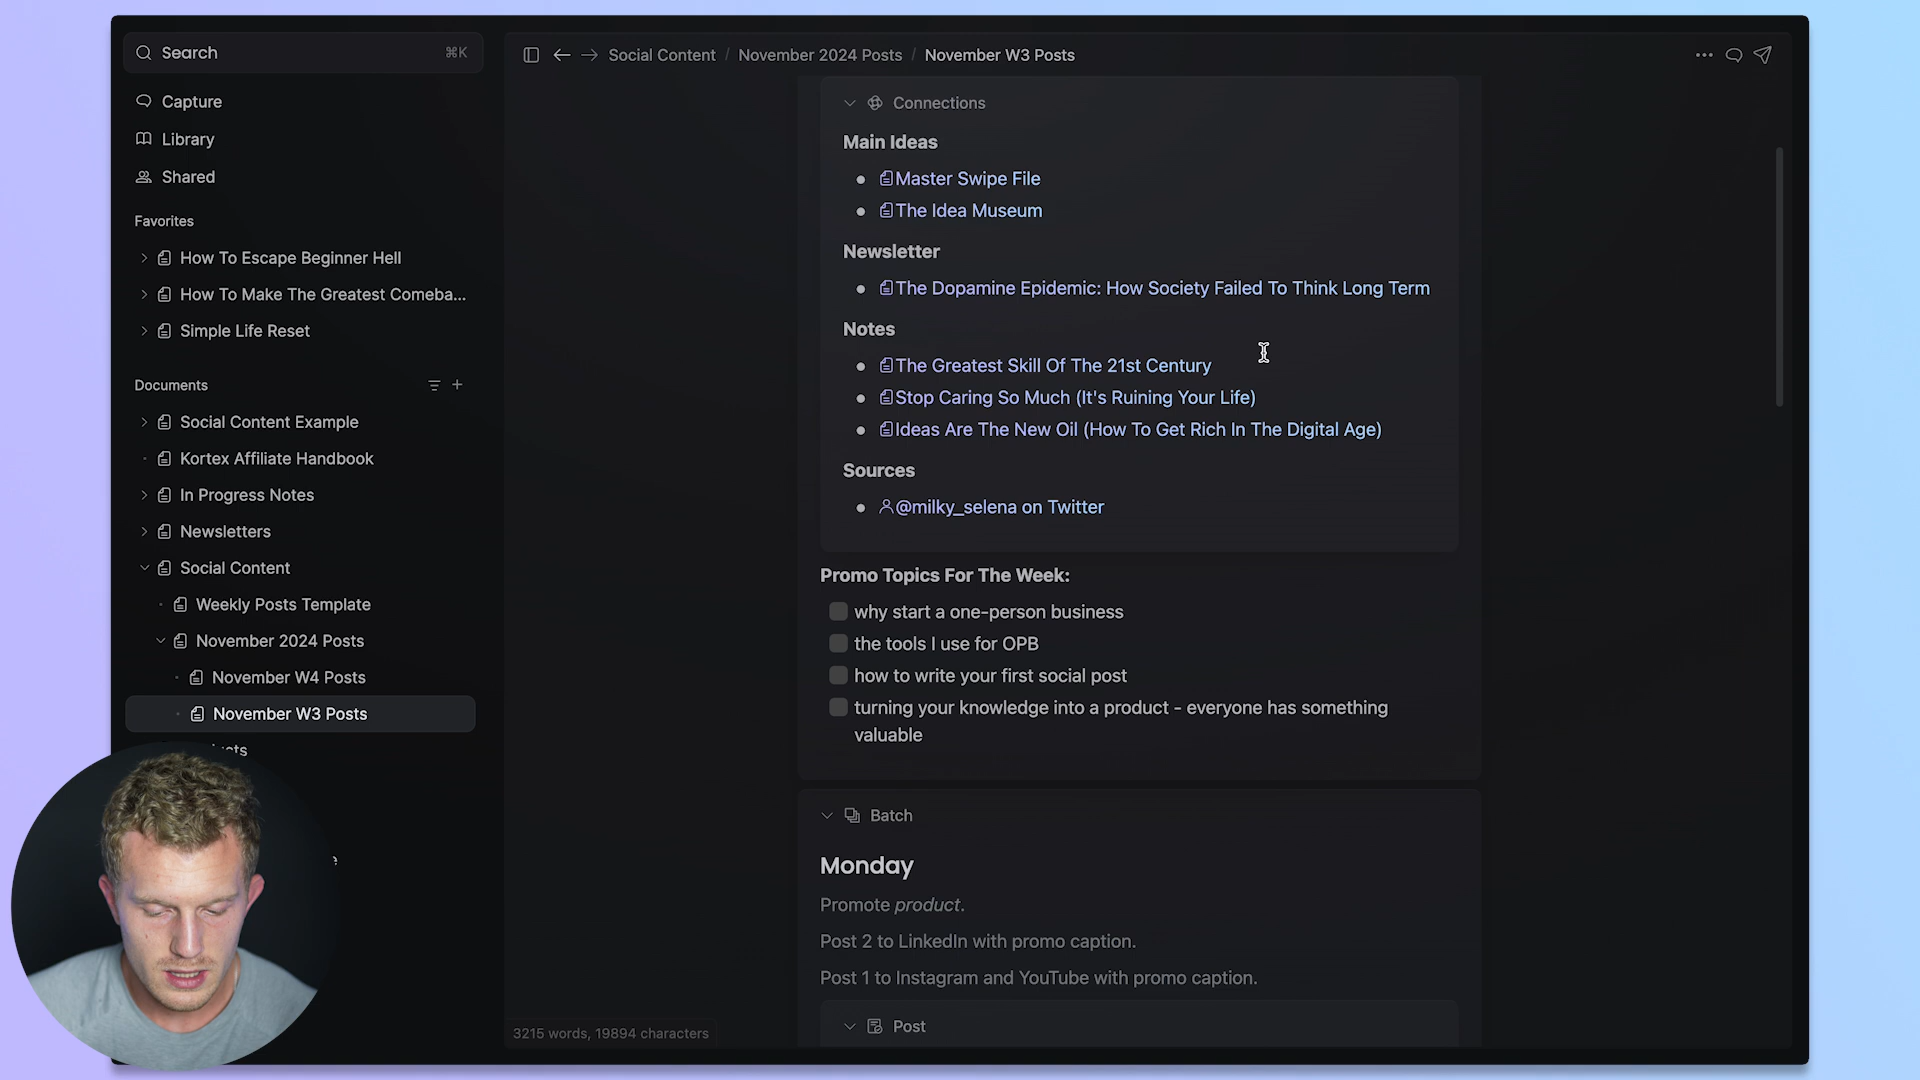 Search ⌘K
Capture
Library
Shared
Favorites
How To Escape Beginner Hell
How To Make The Greatest Comeba...
Simple Life Reset
Documents
Social Content Example
Kortex Affiliate Handbook
In Progress Notes
Newsletters
Social Content
Weekly Posts Template
November 2024 Posts
November W4 Posts
November W3 Posts
Social Content / November 2024 Posts / November W3 Posts
Connections
Main Ideas
Master Swipe File
The Idea Museum
Newsletter
The Dopamine Epidemic: How Society Failed To Think Long Term
Notes
The Greatest Skill Of The 21st Century
Stop Caring So Much (It's Ruining Your Life)
Ideas Are The New Oil (How To Get Rich In The Digital Age)
Sources
@milky_selena on Twitter
Promo Topics For The Week:
why start a one-person business
the tools I use for OPB
how to write your first social post
turning your knowledge into a product - everyone has something
valuable
Batch
Monday
Promote product.
Post 2 to LinkedIn with promo caption.
Post 1 to Instagram and YouTube with promo caption.
Post
3215 words, 19894 characters